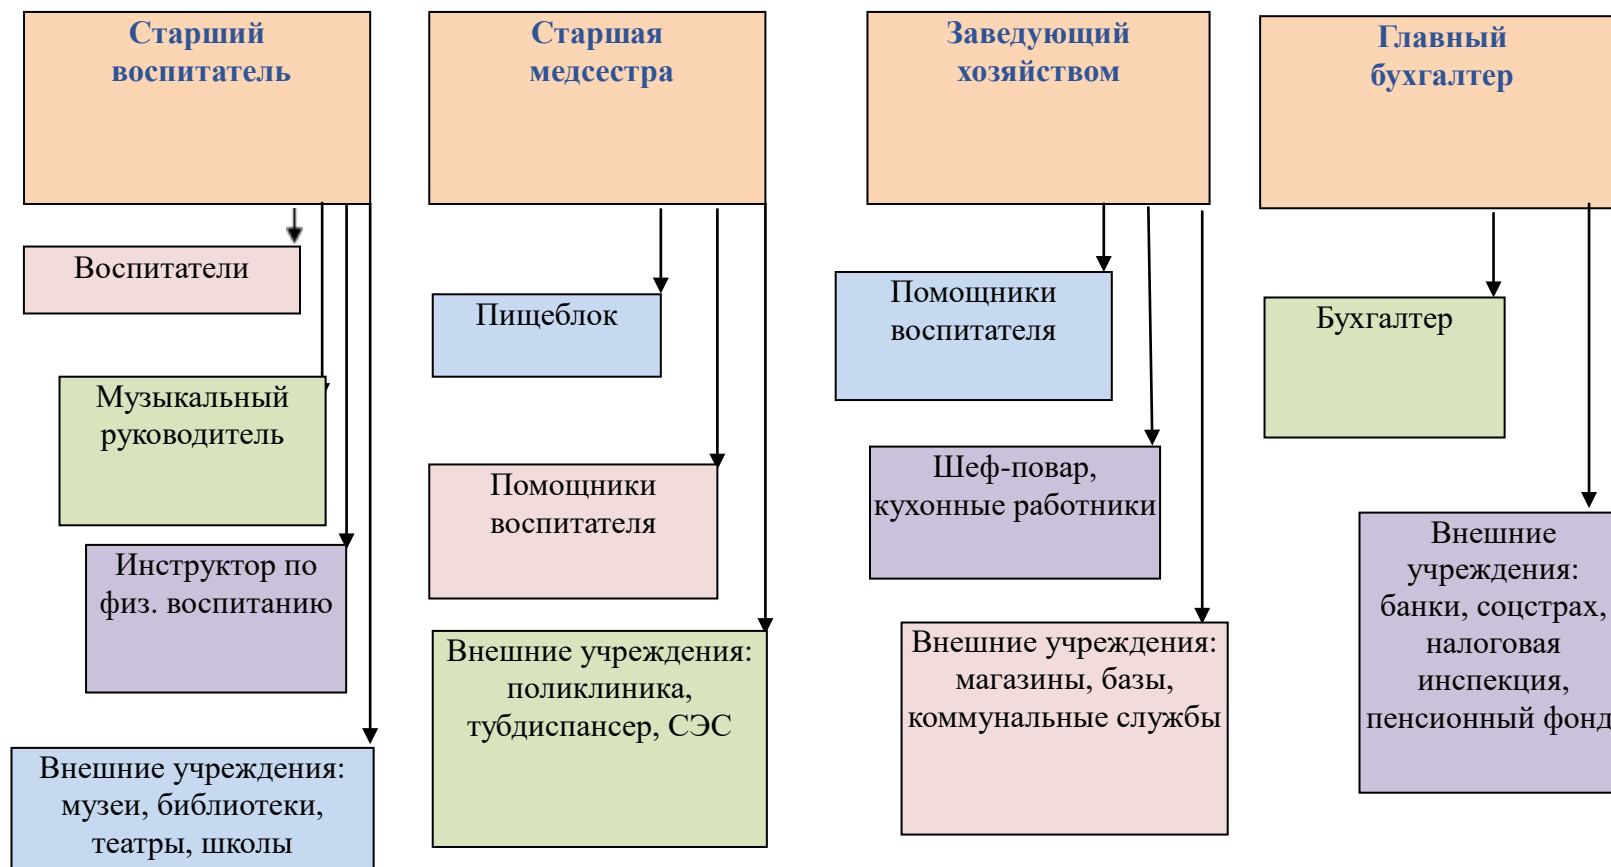 Старший
воспитатель
Воспитатели
Музыкальный
руководитель
Инструктор по
физ. воспитанию
Внешние учреждения:
музеи, библиотеки,
театры, школы
Старшая
медсестра
Пищеблок
Помощники
воспитателя
Внешние учреждения:
поликлиника,
тубдиспансер, СЭС
Заведующий
хозяйством
Помощники
воспитателя
Шеф-повар,
кухонные работники
Внешние учреждения:
магазины, базы,
коммунальные службы
Главный
бухгалтер
Бухгалтер
Внешние
учреждения:
банки, соцстрах,
налоговая
инспекция,
пенсионный фонд